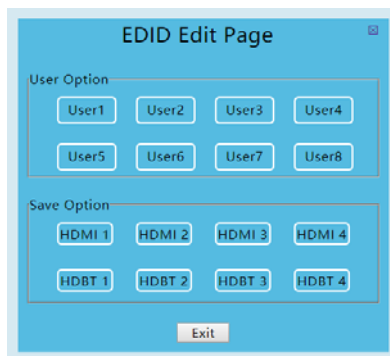 EDID Edit Page
User Option
User1 User2 User3 User4
User5 User6 User7 User8
Save Option
HDMI 1 HDMI 2 HDMI 3 HDMI 4
HDBT 1 HDBT 2 HDBT 3 HDBT 4
Exit